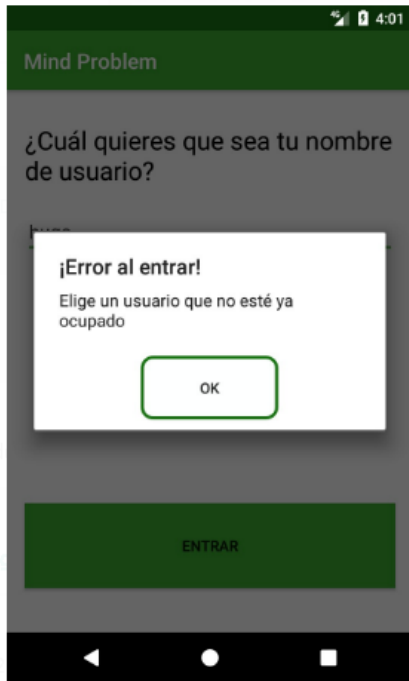 4G 4:01
Mind Problem
¿Cuál quieres que sea tu nombre
de usuario?
¡Error al entrar!
Elige un usuario que no esté ya
ocupado
OK
ENTRAR